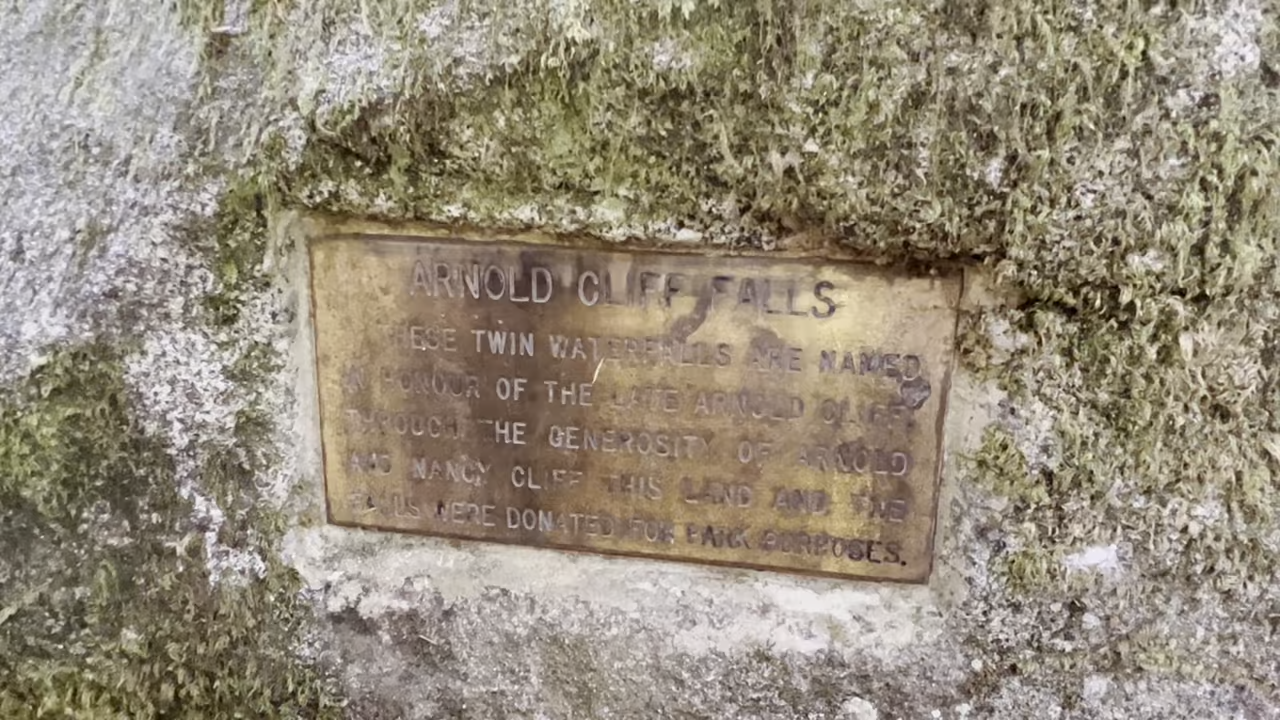 ARNOLD CLIFF FALLS
THESE TWIN WATERFALLS ARE NAMED
IN HONOUR OF THE LATE ARNOLD CLIFF.
THROUGH THE GENEROSITY OF ARNOLD
AND NANCY CLIFF THIS LAND AND THE
FALLS WERE DONATED FOR PARK PURPOSES.